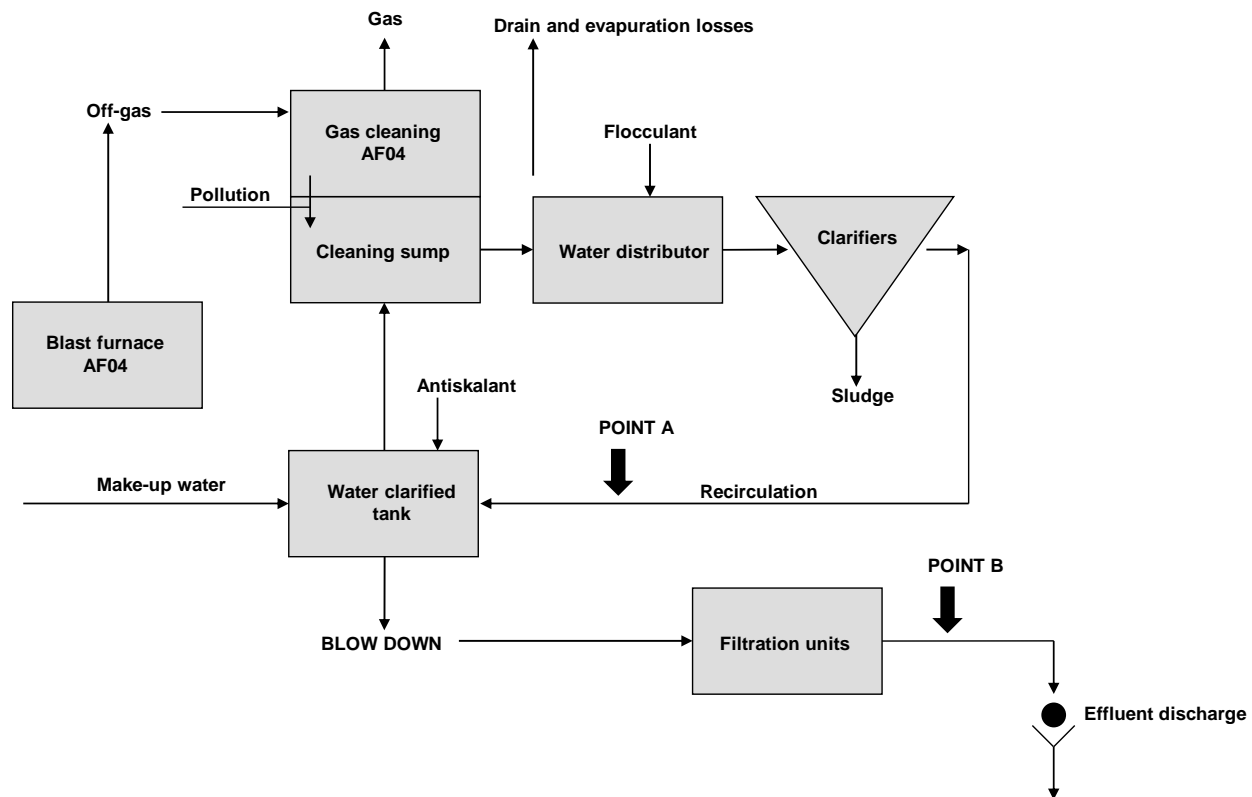 Gas
Drain and evapuration losses
Off-gas
Gas cleaning
AF04
Flocculant
Pollution
Cleaning sump
Water distributor
Clarifiers
Blast furnace
AF04
Sludge
Antiskalant
POINT A
Make-up water
Water clarified
tank
Recirculation
POINT B
BLOW DOWN
Filtration units
Effluent discharge